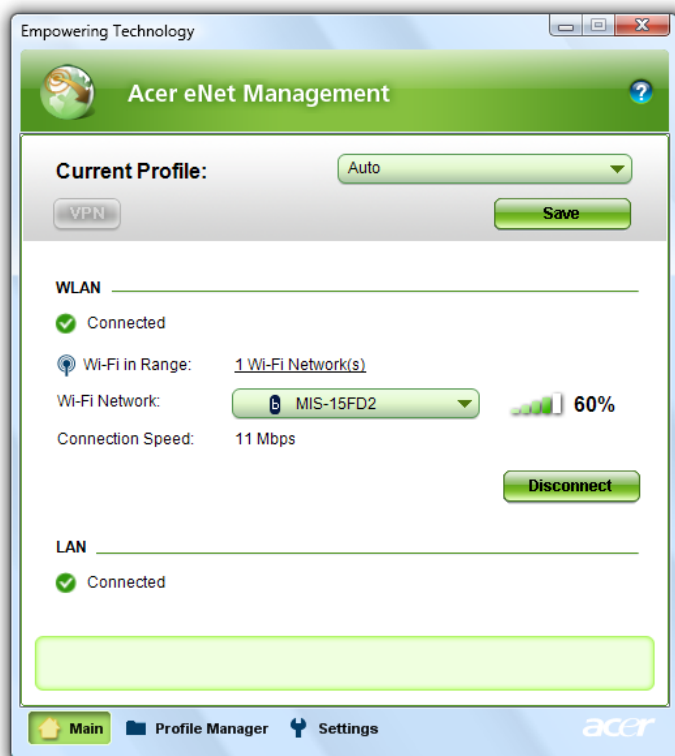 Empowering Technology
Acer eNet Management
Current Profile: Auto
VPN Save
WLAN
Connected
Wi-Fi in Range: 1 Wi-Fi Network(s)
Wi-Fi Network: b MIS-15FD2 60%
Connection Speed: 11 Mbps
Disconnect
LAN
Connected
Main Profile Manager Settings acer